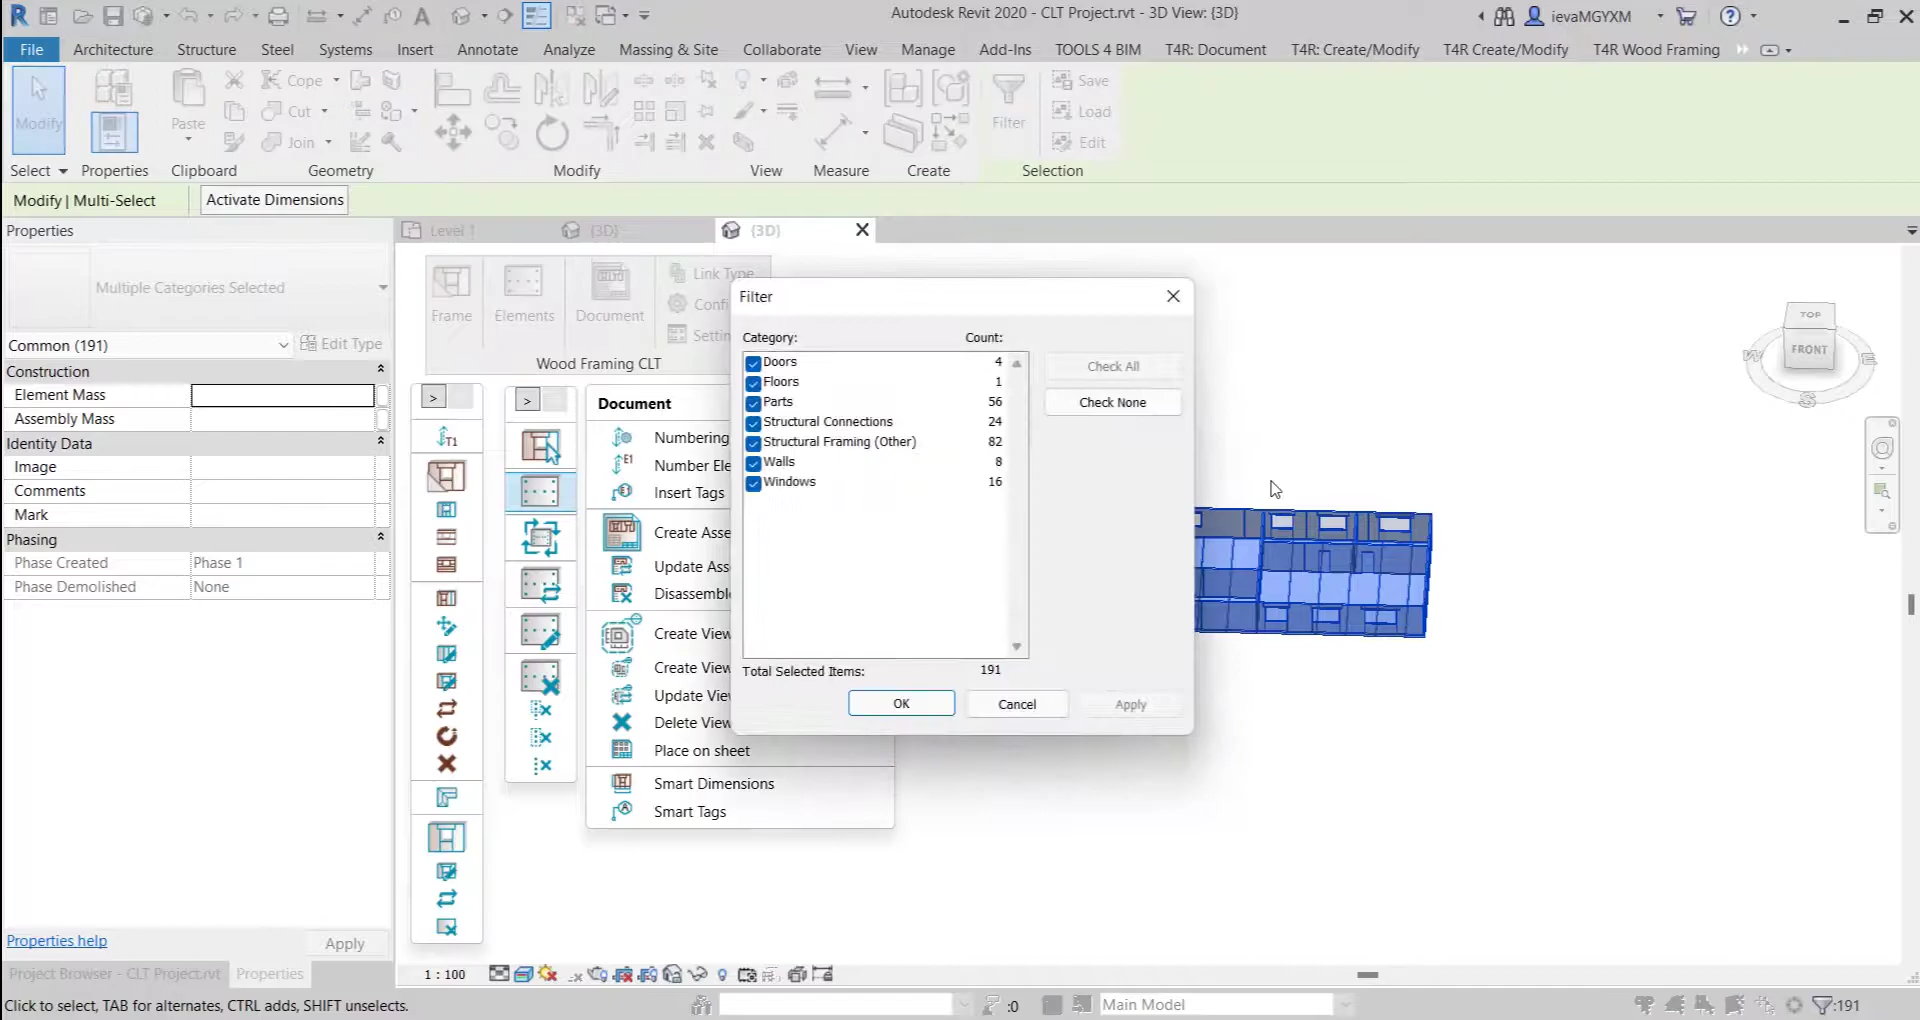 Autodesk Revit 2020 - CLT Project.rvt - 3D View: {3D}
ievaMGYXM
File Architecture Structure Steel Systems Insert Annotate Analyze Massing & Site Collaborate View Manage Add-Ins TOOLS 4 BIM T4R: Document T4R: Create/Modify T4R Create/Modify T4R Wood Framing
Modify
Paste
Cope
Cut
Join
Filter
Save
Load
Edit
Select Properties Clipboard Geometry Modify View Measure Create Selection
Modify | Multi-Select
Activate Dimensions
Properties
Multiple Categories Selected
Common (191)
Edit Type
Construction
Element Mass
Assembly Mass
Identity Data
Image
Comments
Mark
Phasing
Phase Created Phase 1
Phase Demolished None
Properties help
Apply
Project Browser - CLT Project.rvt
Properties
Level 1
{3D}
{3D}
Frame
Elements
Document
Link Type
Confi
Settin
Wood Framing CLT
T1
Document
Numbering
E1
Number Ele
Insert Tags
Create Asse
Update Ass
Disassemble
Create View
Create View
Update View
Delete View
Place on sheet
Smart Dimensions
Smart Tags
Filter
Category: Count:
Doors 4
Floors 1
Parts 56
Structural Connections 24
Structural Framing (Other) 82
Walls 8
Windows 16
Check All
Check None
Total Selected Items: 191
OK
Cancel
Apply
TOP
FRONT
W
E
S
1 : 100
Click to select, TAB for alternates, CTRL adds, SHIFT unselects.
:0
Main Model
:191